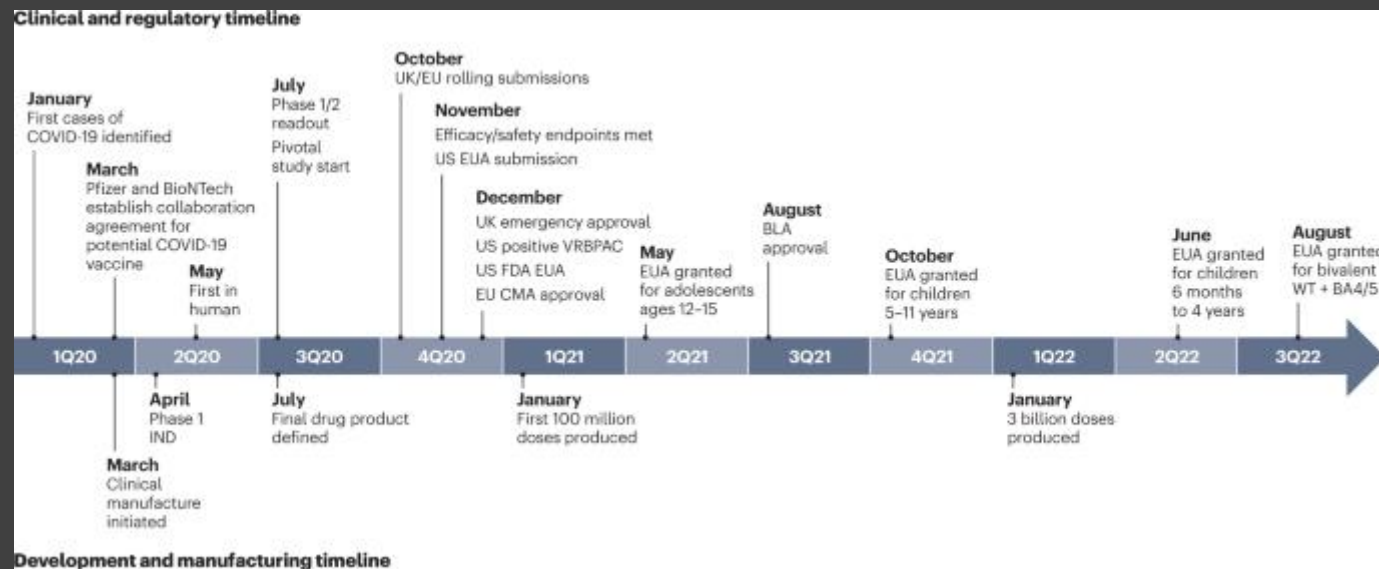 Clinical and regulatory timeline
January
First cases of
COVID-19 identified
March
Pfizer and BioNTech
establish collaboration
agreement for
potential COVID-19
vaccine
May
First in
human
July
Phase 1/2
readout
Pivotal
study start
October
UK/EU rolling submissions
November
Efficacy/safety endpoints met
US EUA submission
December
UK emergency approval
US positive VRBPAC
US FDA EUA
EU CMA approval
May
EUA granted
for adolescents
ages 12–15
August
BLA
approval
October
EUA granted
for children
5–11 years
June
EUA granted
for children
6 months
to 4 years
August
EUA granted
for bivalent
WT + BA4/5
1Q20 2Q20 3Q20 4Q20 1Q21 2Q21 3Q21 4Q21 1Q22 2Q22 3Q22
March
Clinical
manufacture
initiated
April
Phase 1
IND
July
Final drug product
defined
January
First 100 million
doses produced
January
3 billion doses
produced
Development and manufacturing timeline